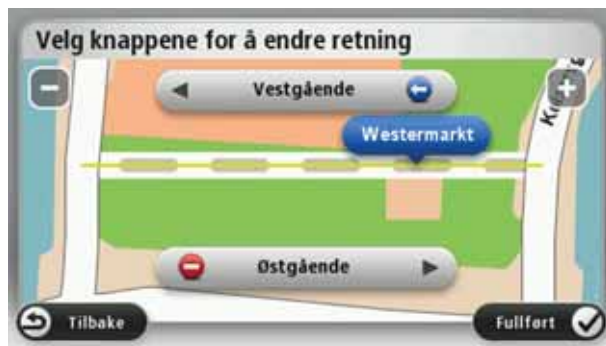 Velg knappene for å endre retning
Vestgående
Westermarkt
Østgående
Tilbake
Fullført